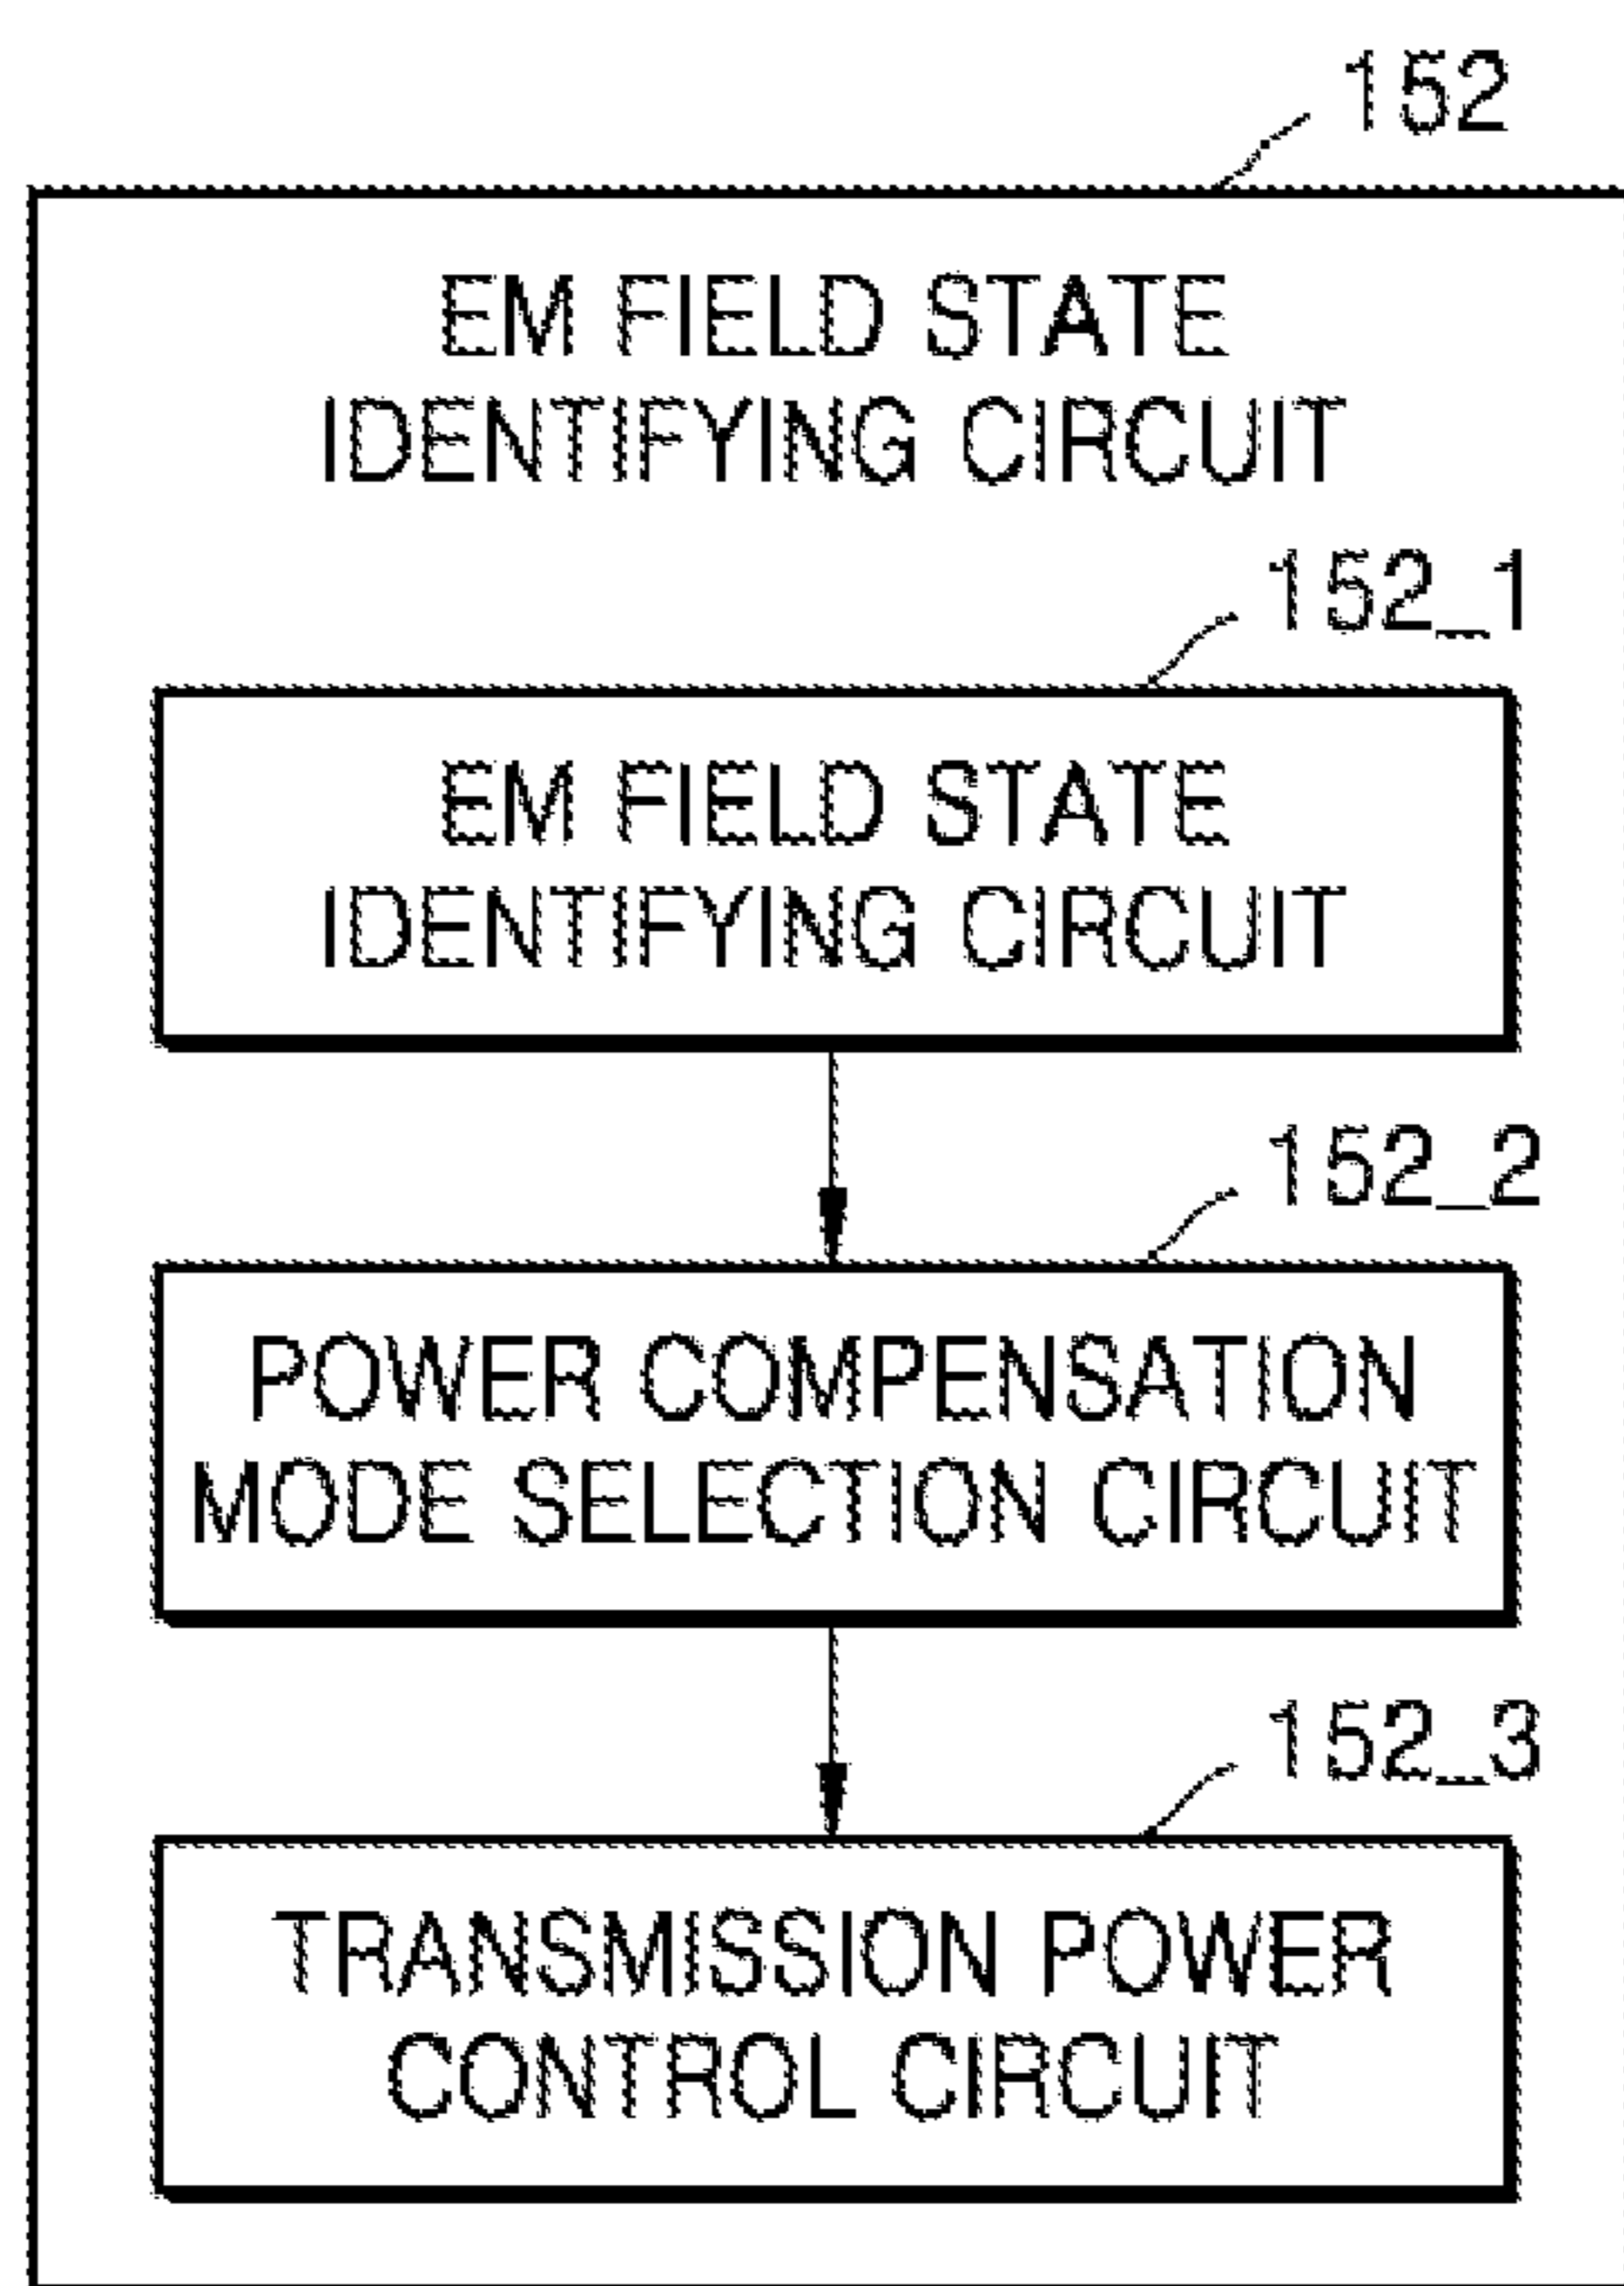 152
EM FIELD STATE
IDENTIFYING CIRCUIT
152_1
EM FIELD STATE
IDENTIFYING CIRCUIT
152_2
POWER COMPENSATION
MODE SELECTION CIRCUIT
152_3
TRANSMISSION POWER
CONTROL CIRCUIT